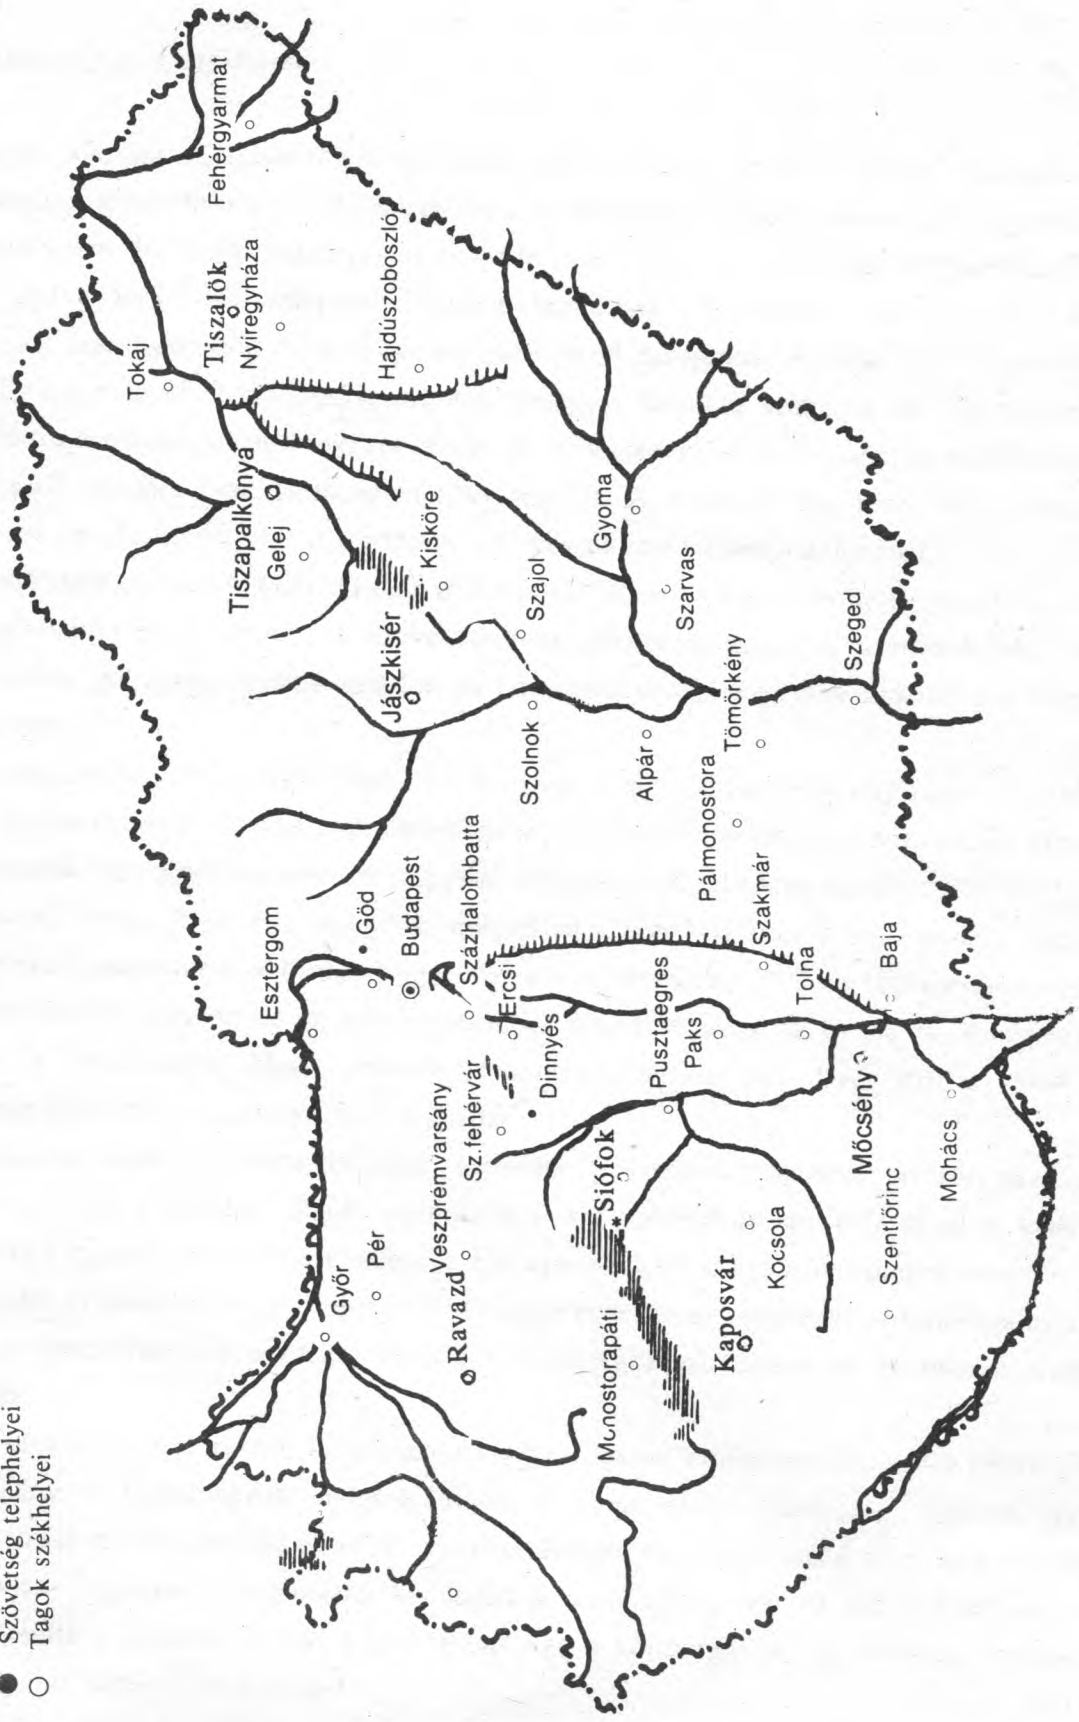 ● Szövetség telephelyei
○ Tagok székhelyei
Fehérgyarmat
Tiszalök
Nyíregyháza
Tokaj
Hajdúszoboszló
Tiszapalkonya
Gelej
Kisköre
Gyoma
Jászkisér
Szajol
Szarvas
Szeged
Szolnok
Alpár
Tömörkény
Pálmonostora
Esztergom
Göd
Budapest
Százhalombatta
Ercsi
Szakmár
Baja
Tolna
Dinnyés
Pusztaegres
Paks
Sz.fehérvár
Veszprémvarsány
Siófok
Mőcsény
Mohács
Győr
Pér
Ravazd
Kocsola
Szentlőrinc
Monostorapáti
Kaposvár